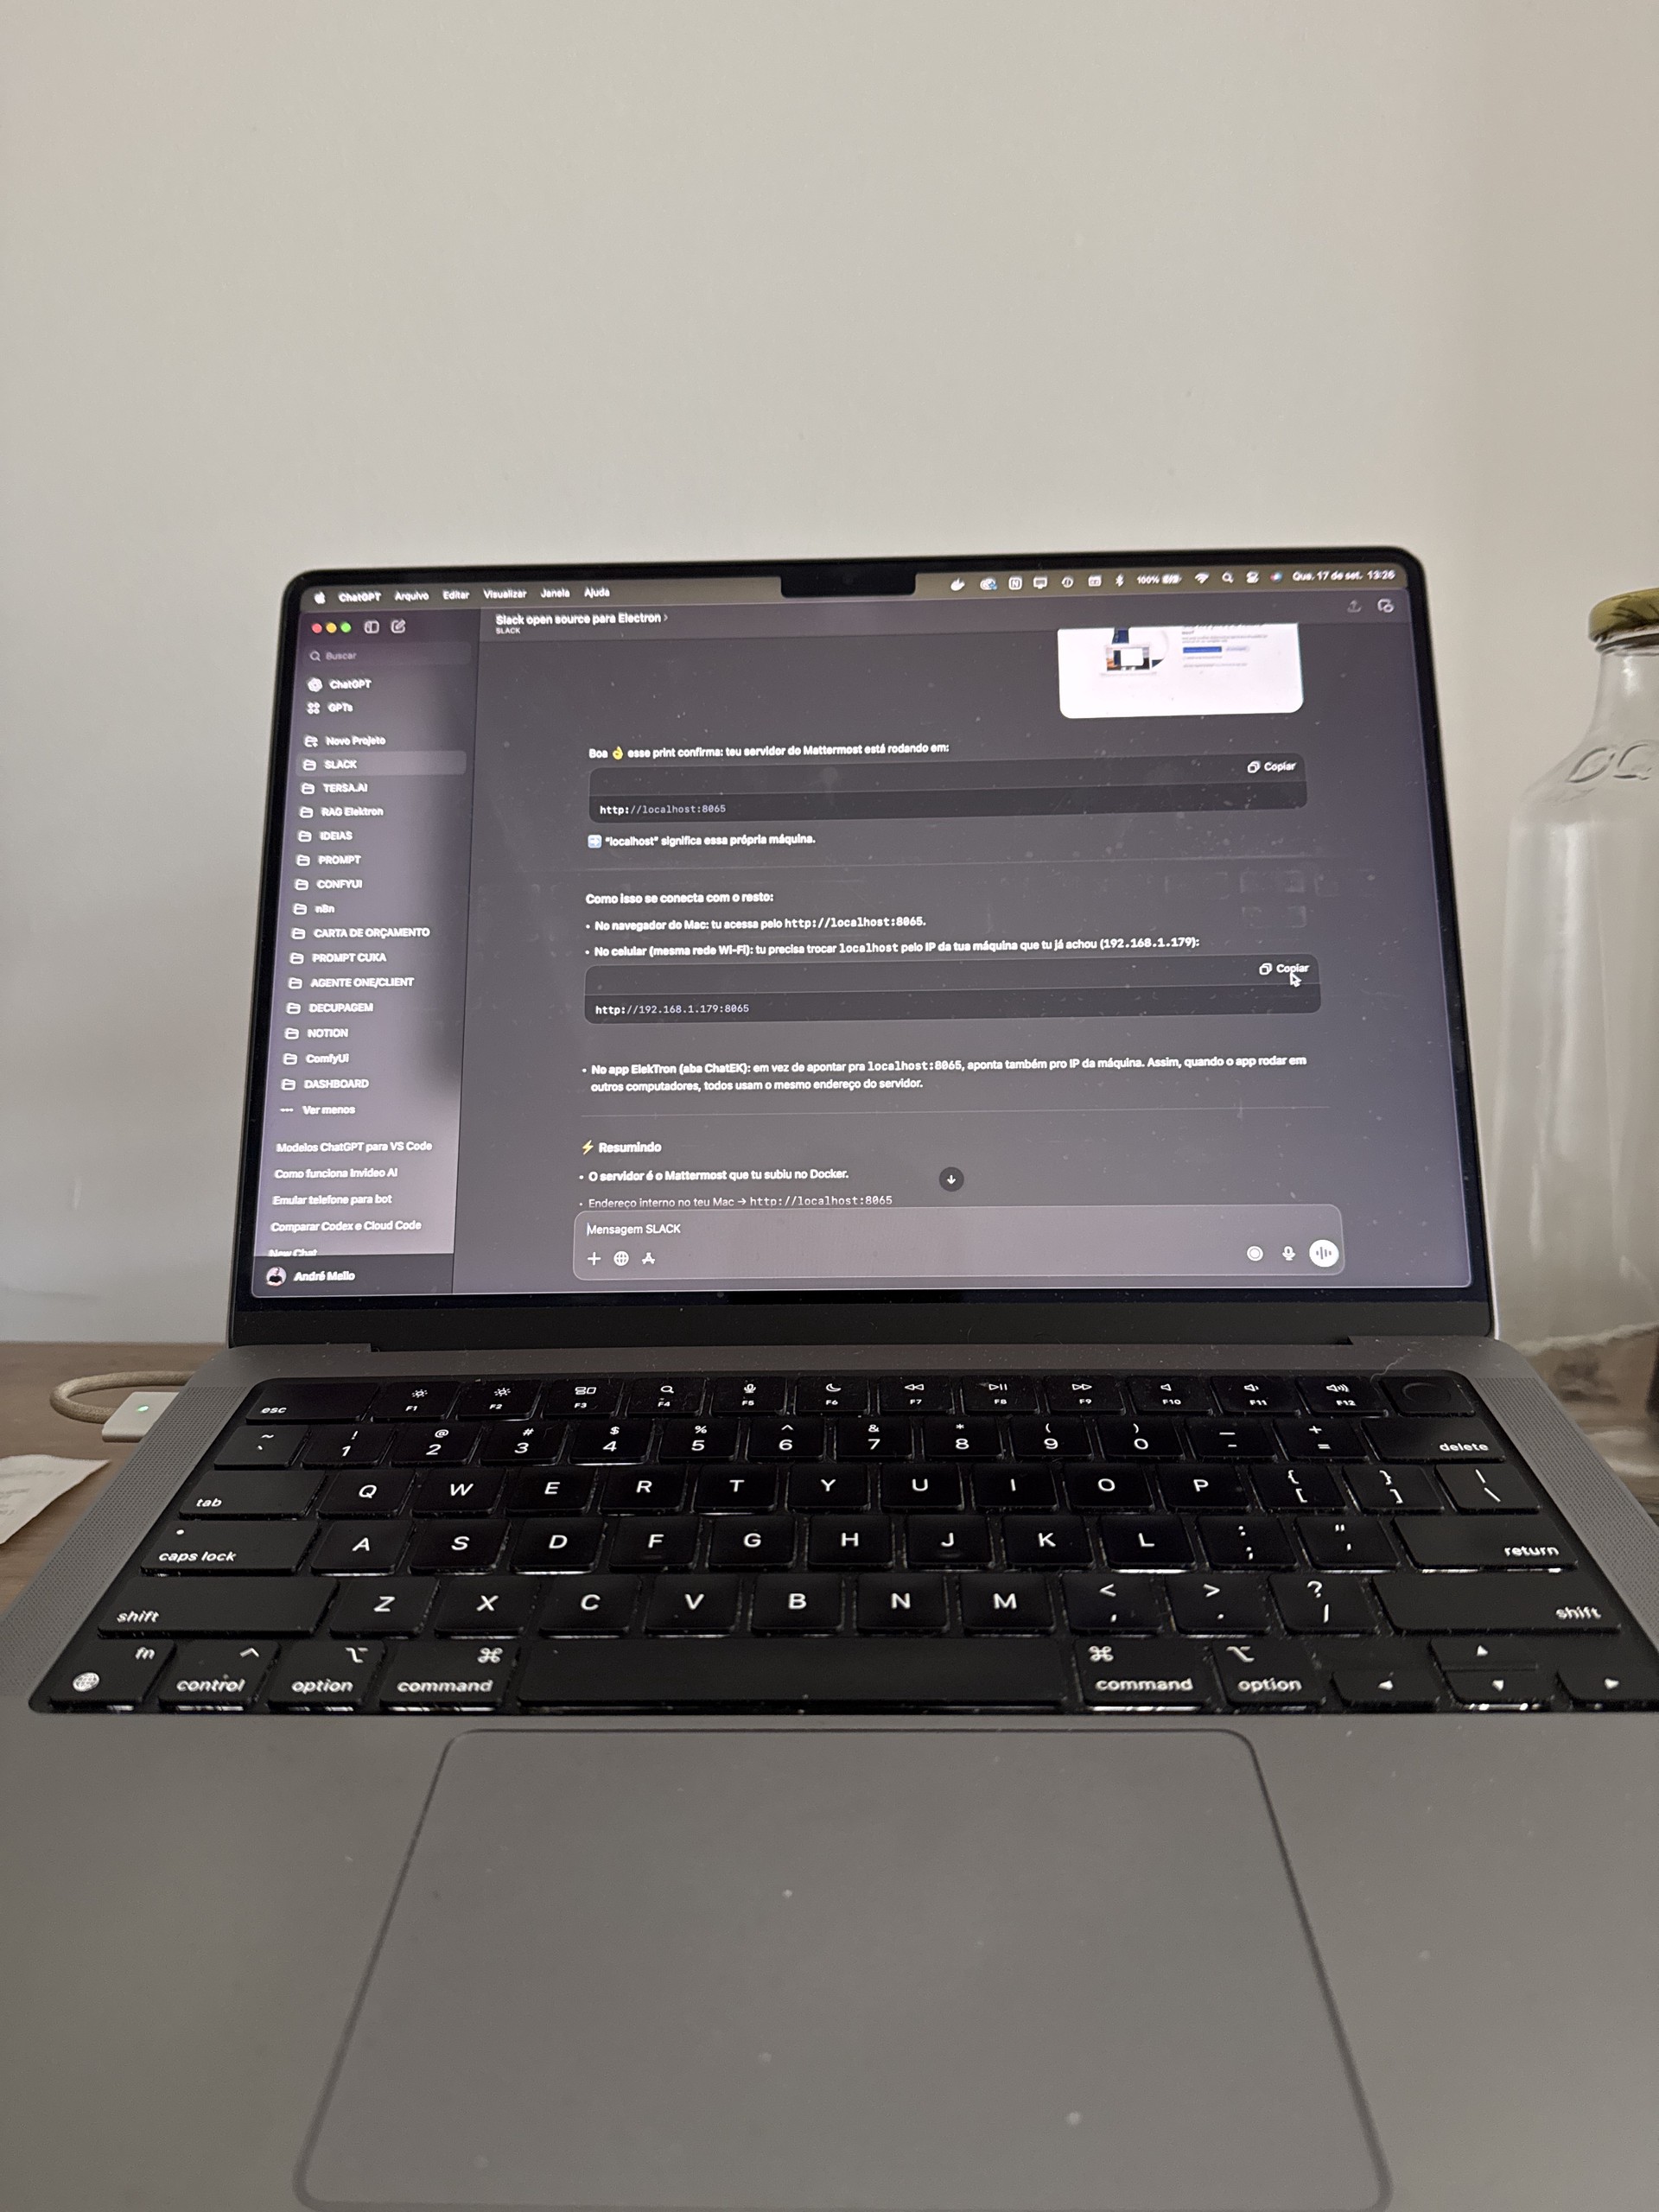 ChatGPT Arquivo Editar Visualizar Janela Ajuda
100% Qua. 17 de set. 13:26
Slack open source para Electron >
SLACK
Buscar
ChatGPT
GPTs
Novo Projeto
SLACK
TERSA.AI
RAG Elektron
IDEIAS
PROMPT
CONFYUI
n8n
CARTA DE ORÇAMENTO
PROMPT CUKA
AGENTE ONE/CLIENT
DECUPAGEM
NOTION
ComfyUi
DASHBOARD
Ver menos
Modelos ChatGPT para VS Code
Como funciona Invideo AI
Emular telefone para bot
Comparar Codex e Cloud Code
New Chat
André Mello
Boa 👌 esse print confirma: teu servidor do Mattermost está rodando em:
Copiar
http://localhost:8065
➡️ "localhost" significa essa própria máquina.
Como isso se conecta com o resto:
• No navegador do Mac: tu acessa pelo http://localhost:8065.
• No celular (mesma rede Wi-Fi): tu precisa trocar localhost pelo IP da tua máquina que tu já achou (192.168.1.179):
Copiar
http://192.168.1.179:8065
• No app ElekTron (aba ChatEK): em vez de apontar pra localhost:8065, aponta também pro IP da máquina. Assim, quando o app rodar em
outros computadores, todos usam o mesmo endereço do servidor.
⚡ Resumindo
• O servidor é o Mattermost que tu subiu no Docker.
• Endereço interno no teu Mac → http://localhost:8065
Mensagem SLACK
esc F1 F2 F3 F4 F5 F6 F7 F8 F9 F10 F11 F12
~ ! @ # $ % ^ & * ( ) — +
` 1 2 3 4 5 6 7 8 9 0 - = delete
tab Q W E R T Y U I O P { [ } ] | \
caps lock A S D F G H J K L : ; " ' return
shift Z X C V B N M < , > . ? / shift
fn control option command command option